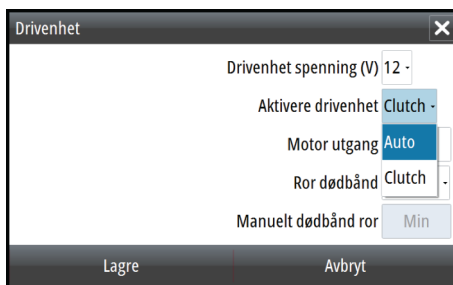 Drivenhet
Drivenhet spenning (V) 12
Aktivere drivenhet Clutch
Motor utgang Auto
Ror dødbånd Clutch
Manuelt dødbånd ror Min
Lagre Avbryt